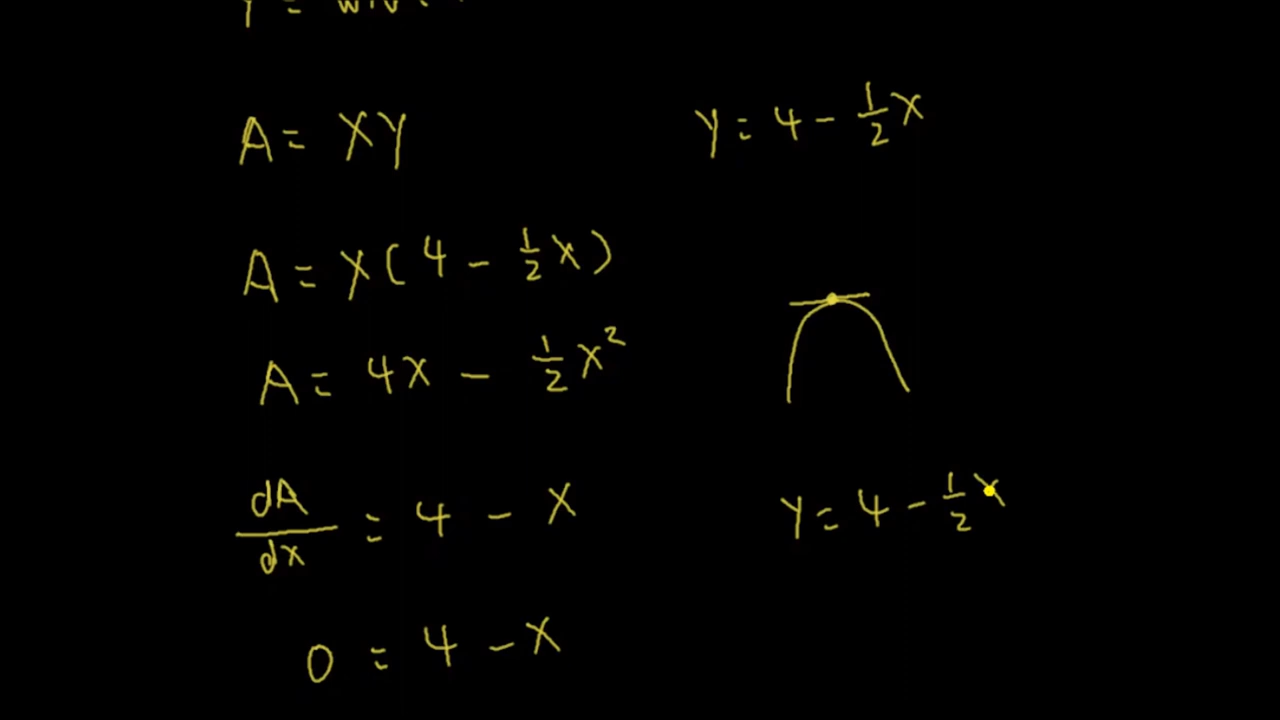 Y =
A = XY
Y = 4 - 1/2 X
A = X(4 - 1/2 X)
A = 4X - 1/2 X²
dA/dx = 4 - X
Y = 4 - 1/2 X
0 = 4 - X